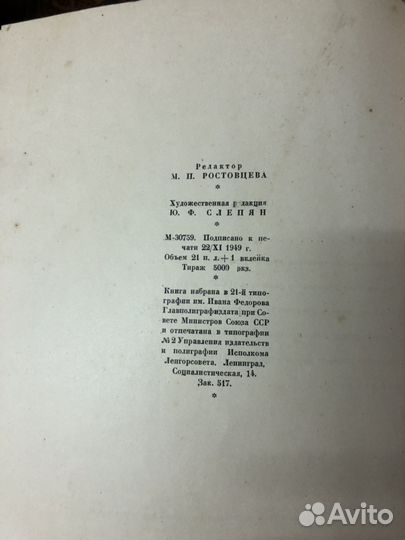 Редактор
М. П. РОСТОВЦЕВА
*
Художественная редакция
Ю. Ф. СЛЕПЯН
*
М-30759. Подписано к пе-
чати 22/XI 1949 г.
Объем 21 п. л.+1 вклейка
Тираж 5000 экз.
*
Книга набрана в 21-й типо-
графии им. Ивана Федорова
Главполиграфиздата при Со-
вете Министров Союза ССР
и отпечатана в типографии
№ 2 Управления издательств
и полиграфии Исполкома
Ленгорсовета. Ленинград,
Социалистическая, 14.
Зак. 517.
*
Avito